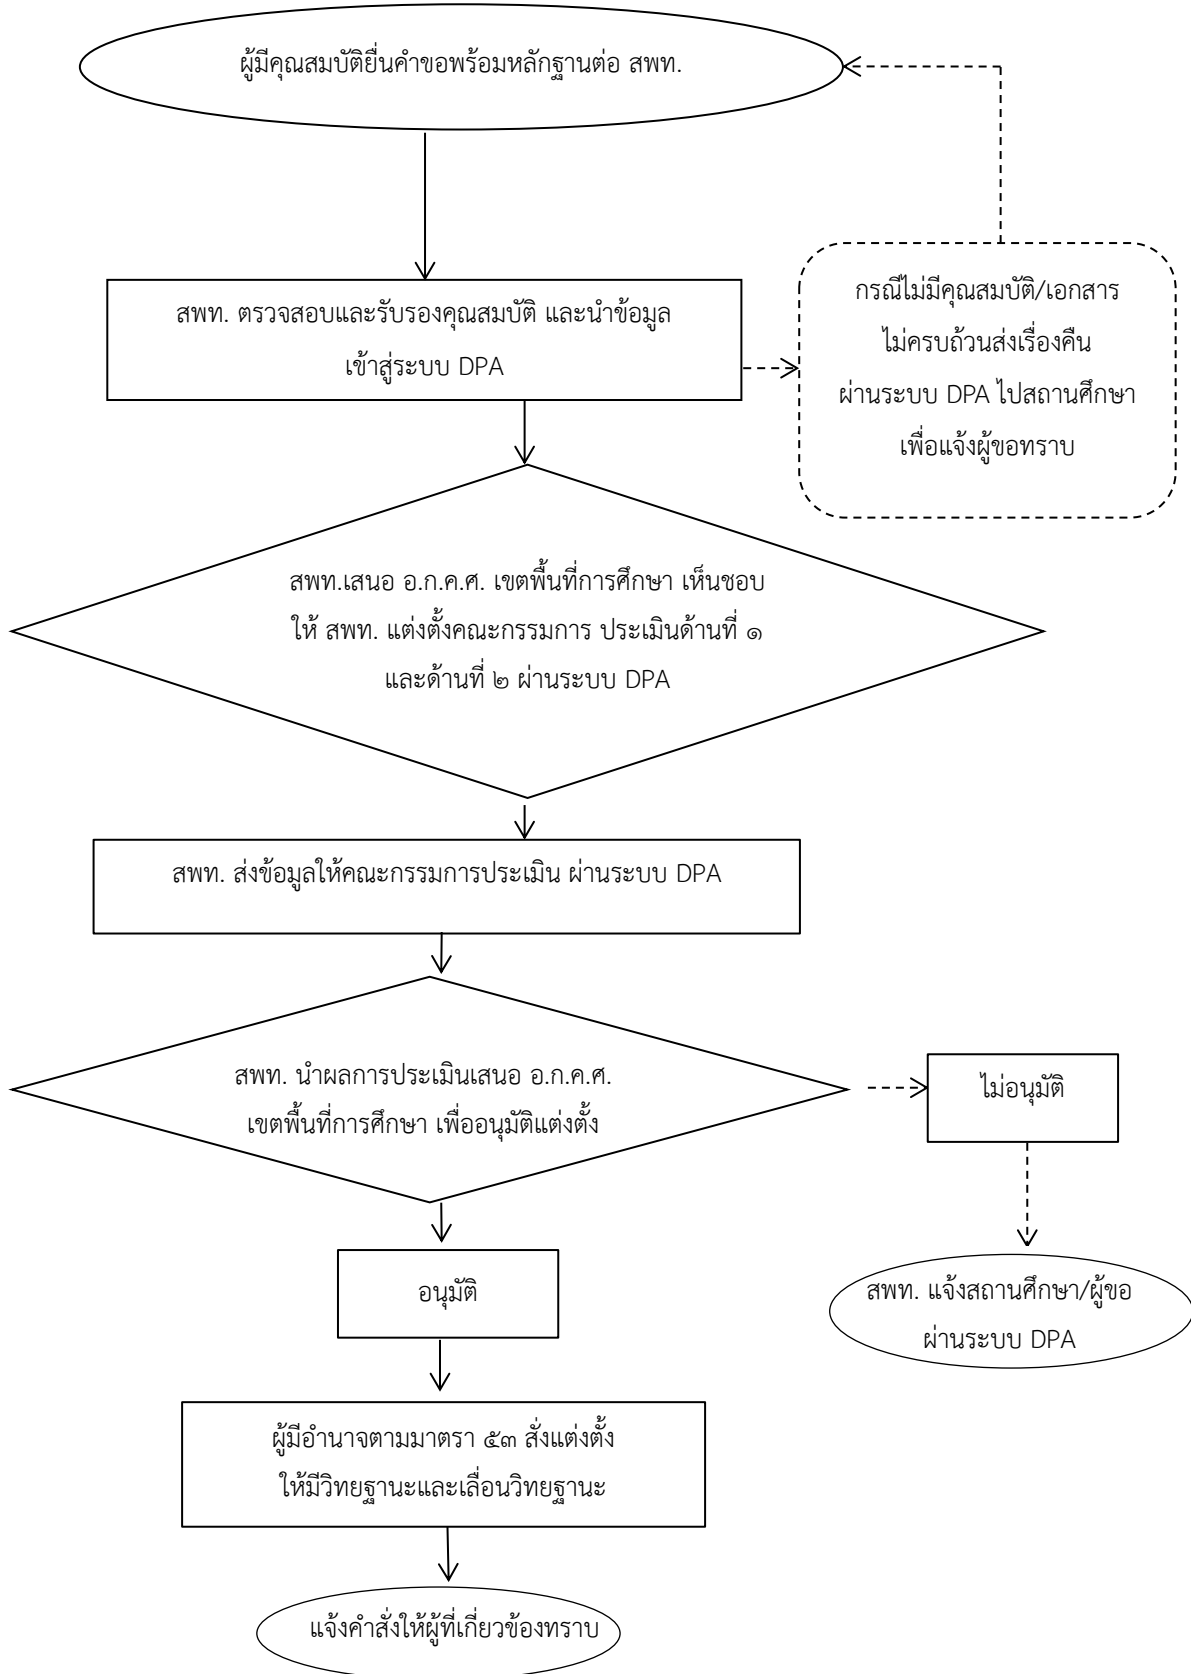 ผู้มีคุณสมบัติยื่นคำขอพร้อมหลักฐานต่อ สพท.
สพท. ตรวจสอบและรับรองคุณสมบัติ และนำข้อมูล
เข้าสู่ระบบ DPA
กรณีไม่มีคุณสมบัติ/เอกสาร
ไม่ครบถ้วนส่งเรื่องคืน
ผ่านระบบ DPA ไปสถานศึกษา
เพื่อแจ้งผู้ขอทราบ
สพท.เสนอ อ.ก.ค.ศ. เขตพื้นที่การศึกษา เห็นชอบ
ให้ สพท. แต่งตั้งคณะกรรมการ ประเมินด้านที่ ๑
และด้านที่ ๒ ผ่านระบบ DPA
สพท. ส่งข้อมูลให้คณะกรรมการประเมิน ผ่านระบบ DPA
สพท. นำผลการประเมินเสนอ อ.ก.ค.ศ.
เขตพื้นที่การศึกษา เพื่ออนุมัติแต่งตั้ง
ไม่อนุมัติ
สพท. แจ้งสถานศึกษา/ผู้ขอ
ผ่านระบบ DPA
อนุมัติ
ผู้มีอำนาจตามมาตรา ๕๓ สั่งแต่งตั้ง
ให้มีวิทยฐานะและเลื่อนวิทยฐานะ
แจ้งคำสั่งให้ผู้ที่เกี่ยวข้องทราบ